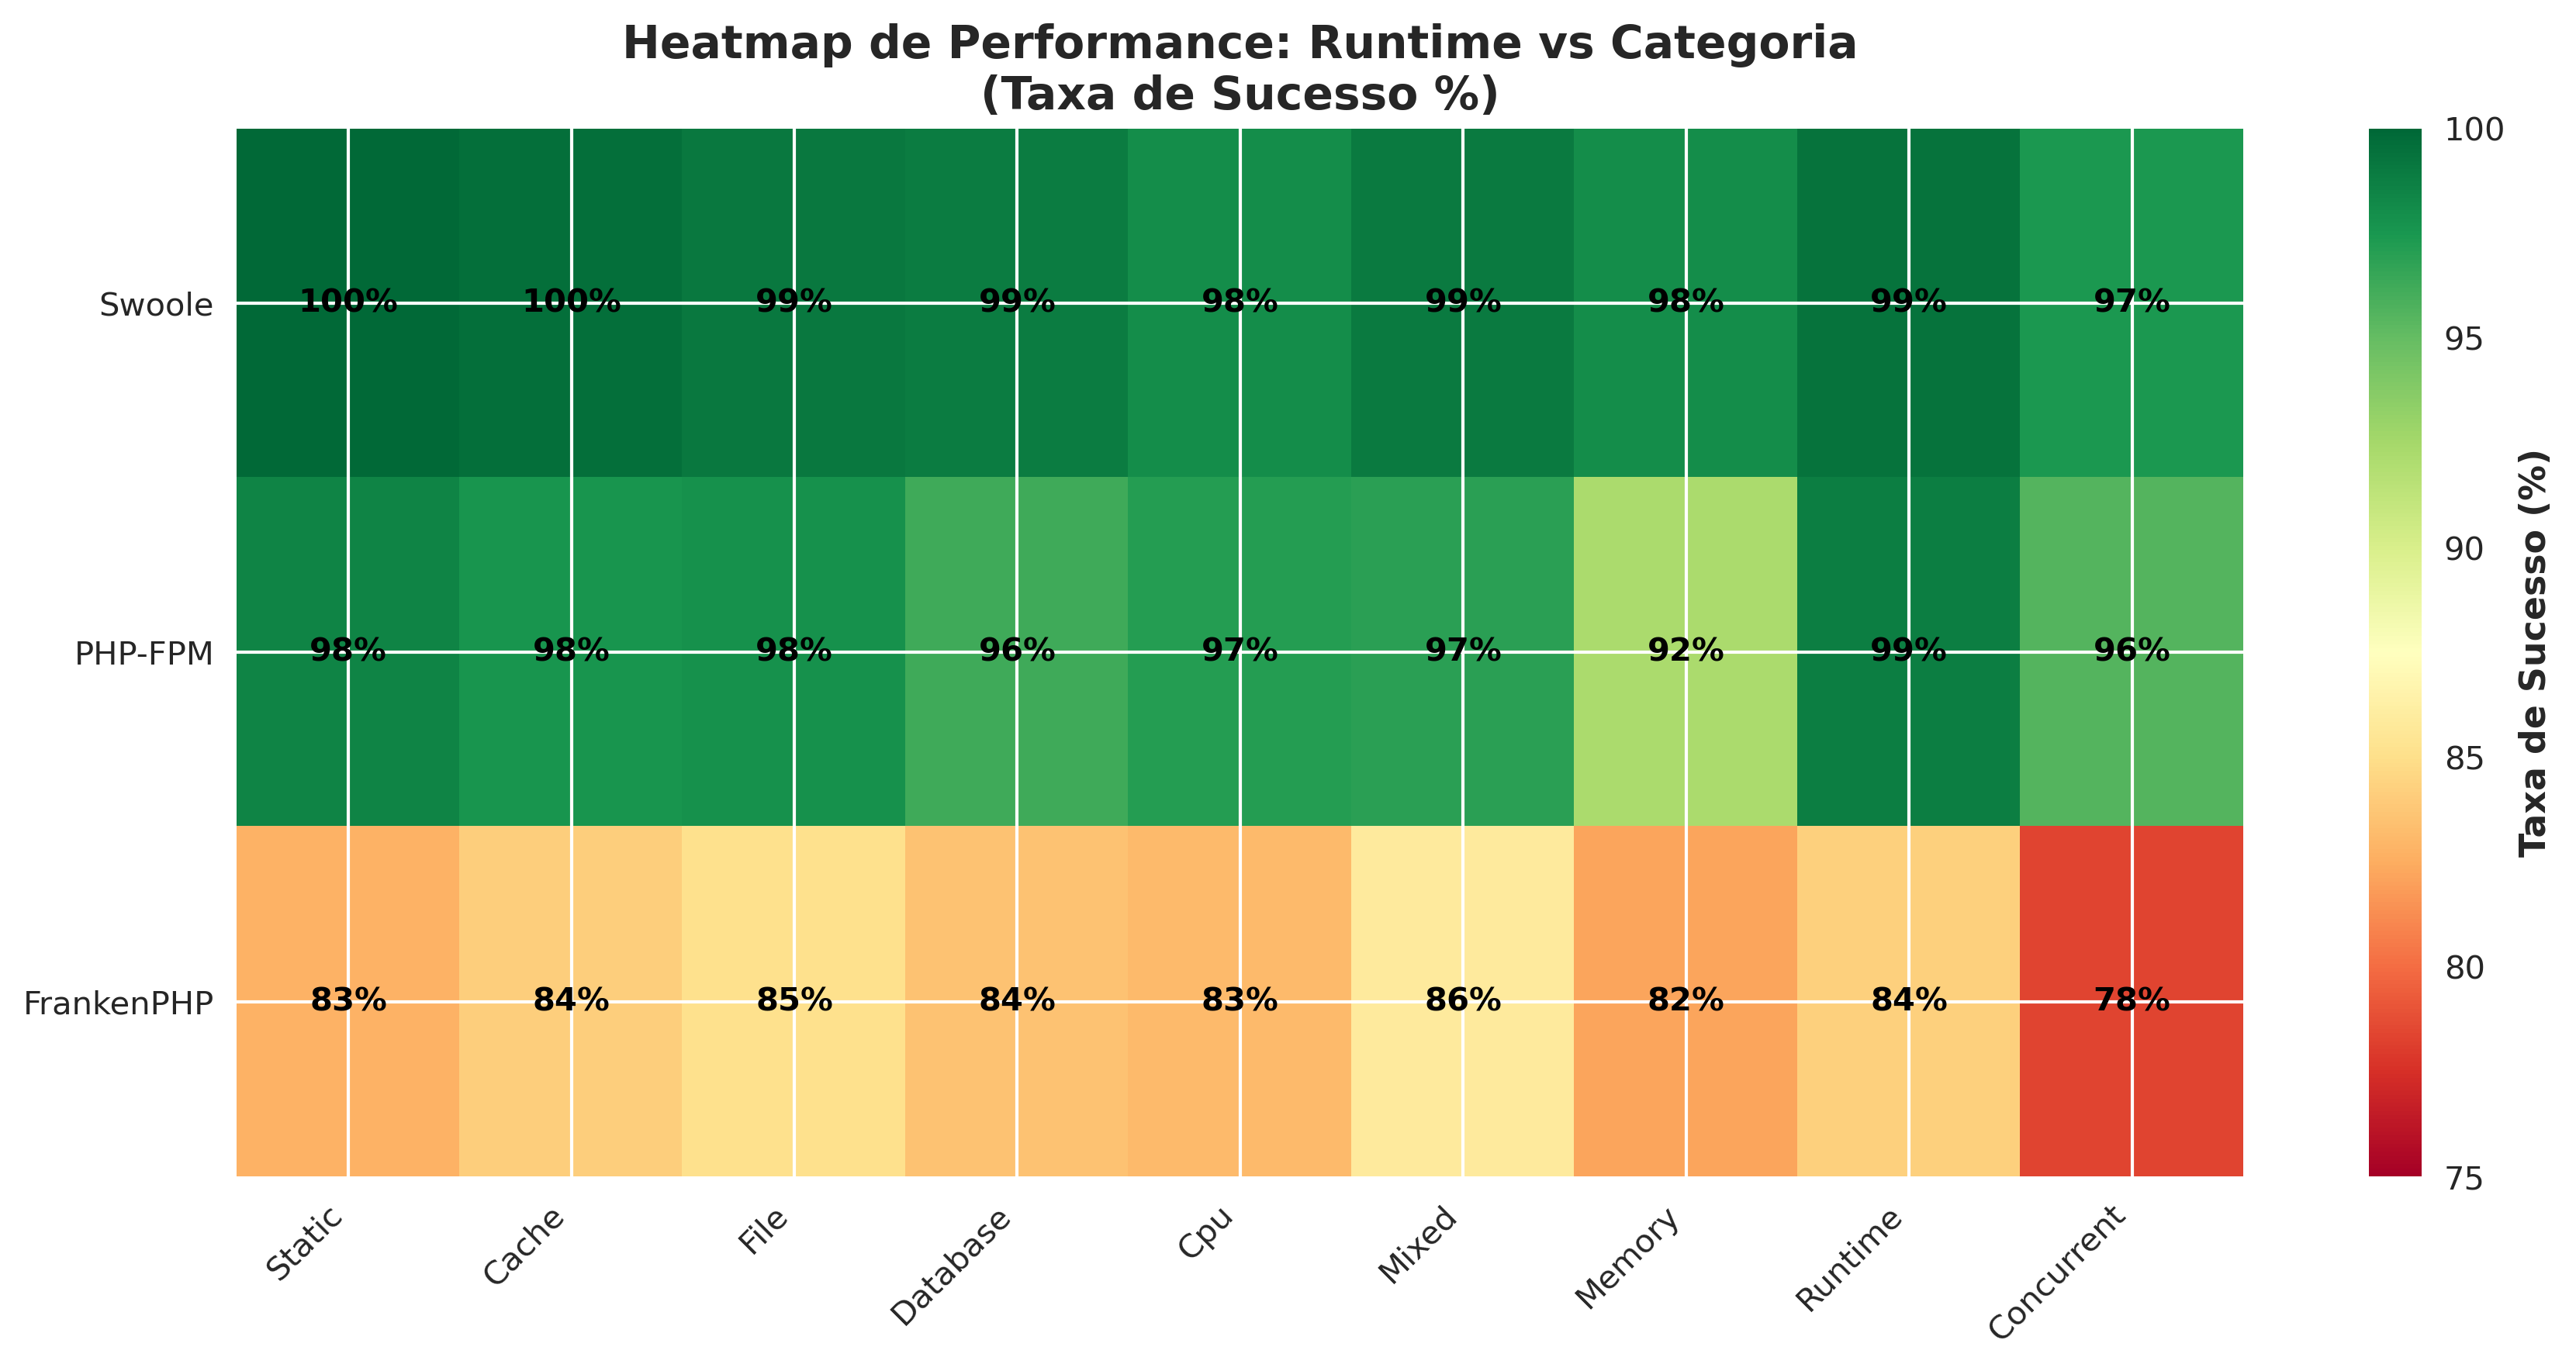 Heatmap de Performance: Runtime vs Categoria
(Taxa de Sucesso %)
Swoole 100% 100% 99% 99% 98% 99% 98% 99% 97%
PHP-FPM 98% 98% 98% 96% 97% 97% 92% 99% 96%
FrankenPHP 83% 84% 85% 84% 83% 86% 82% 84% 78%
Static Cache File Database Cpu Mixed Memory Runtime Concurrent
100
95
90
85
80
75
Taxa de Sucesso (%)